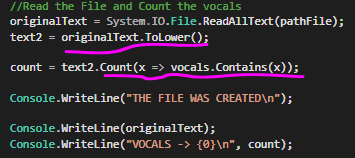 //Read the File and Count the vocals
originalText = System.IO.File.ReadAllText(pathFile);
text2 = originalText.ToLower();
count = text2.Count(x => vocals.Contains(x));
Console.WriteLine("THE FILE WAS CREATED\n");
Console.WriteLine(originalText);
Console.WriteLine("VOCALS -> {0}\n", count);